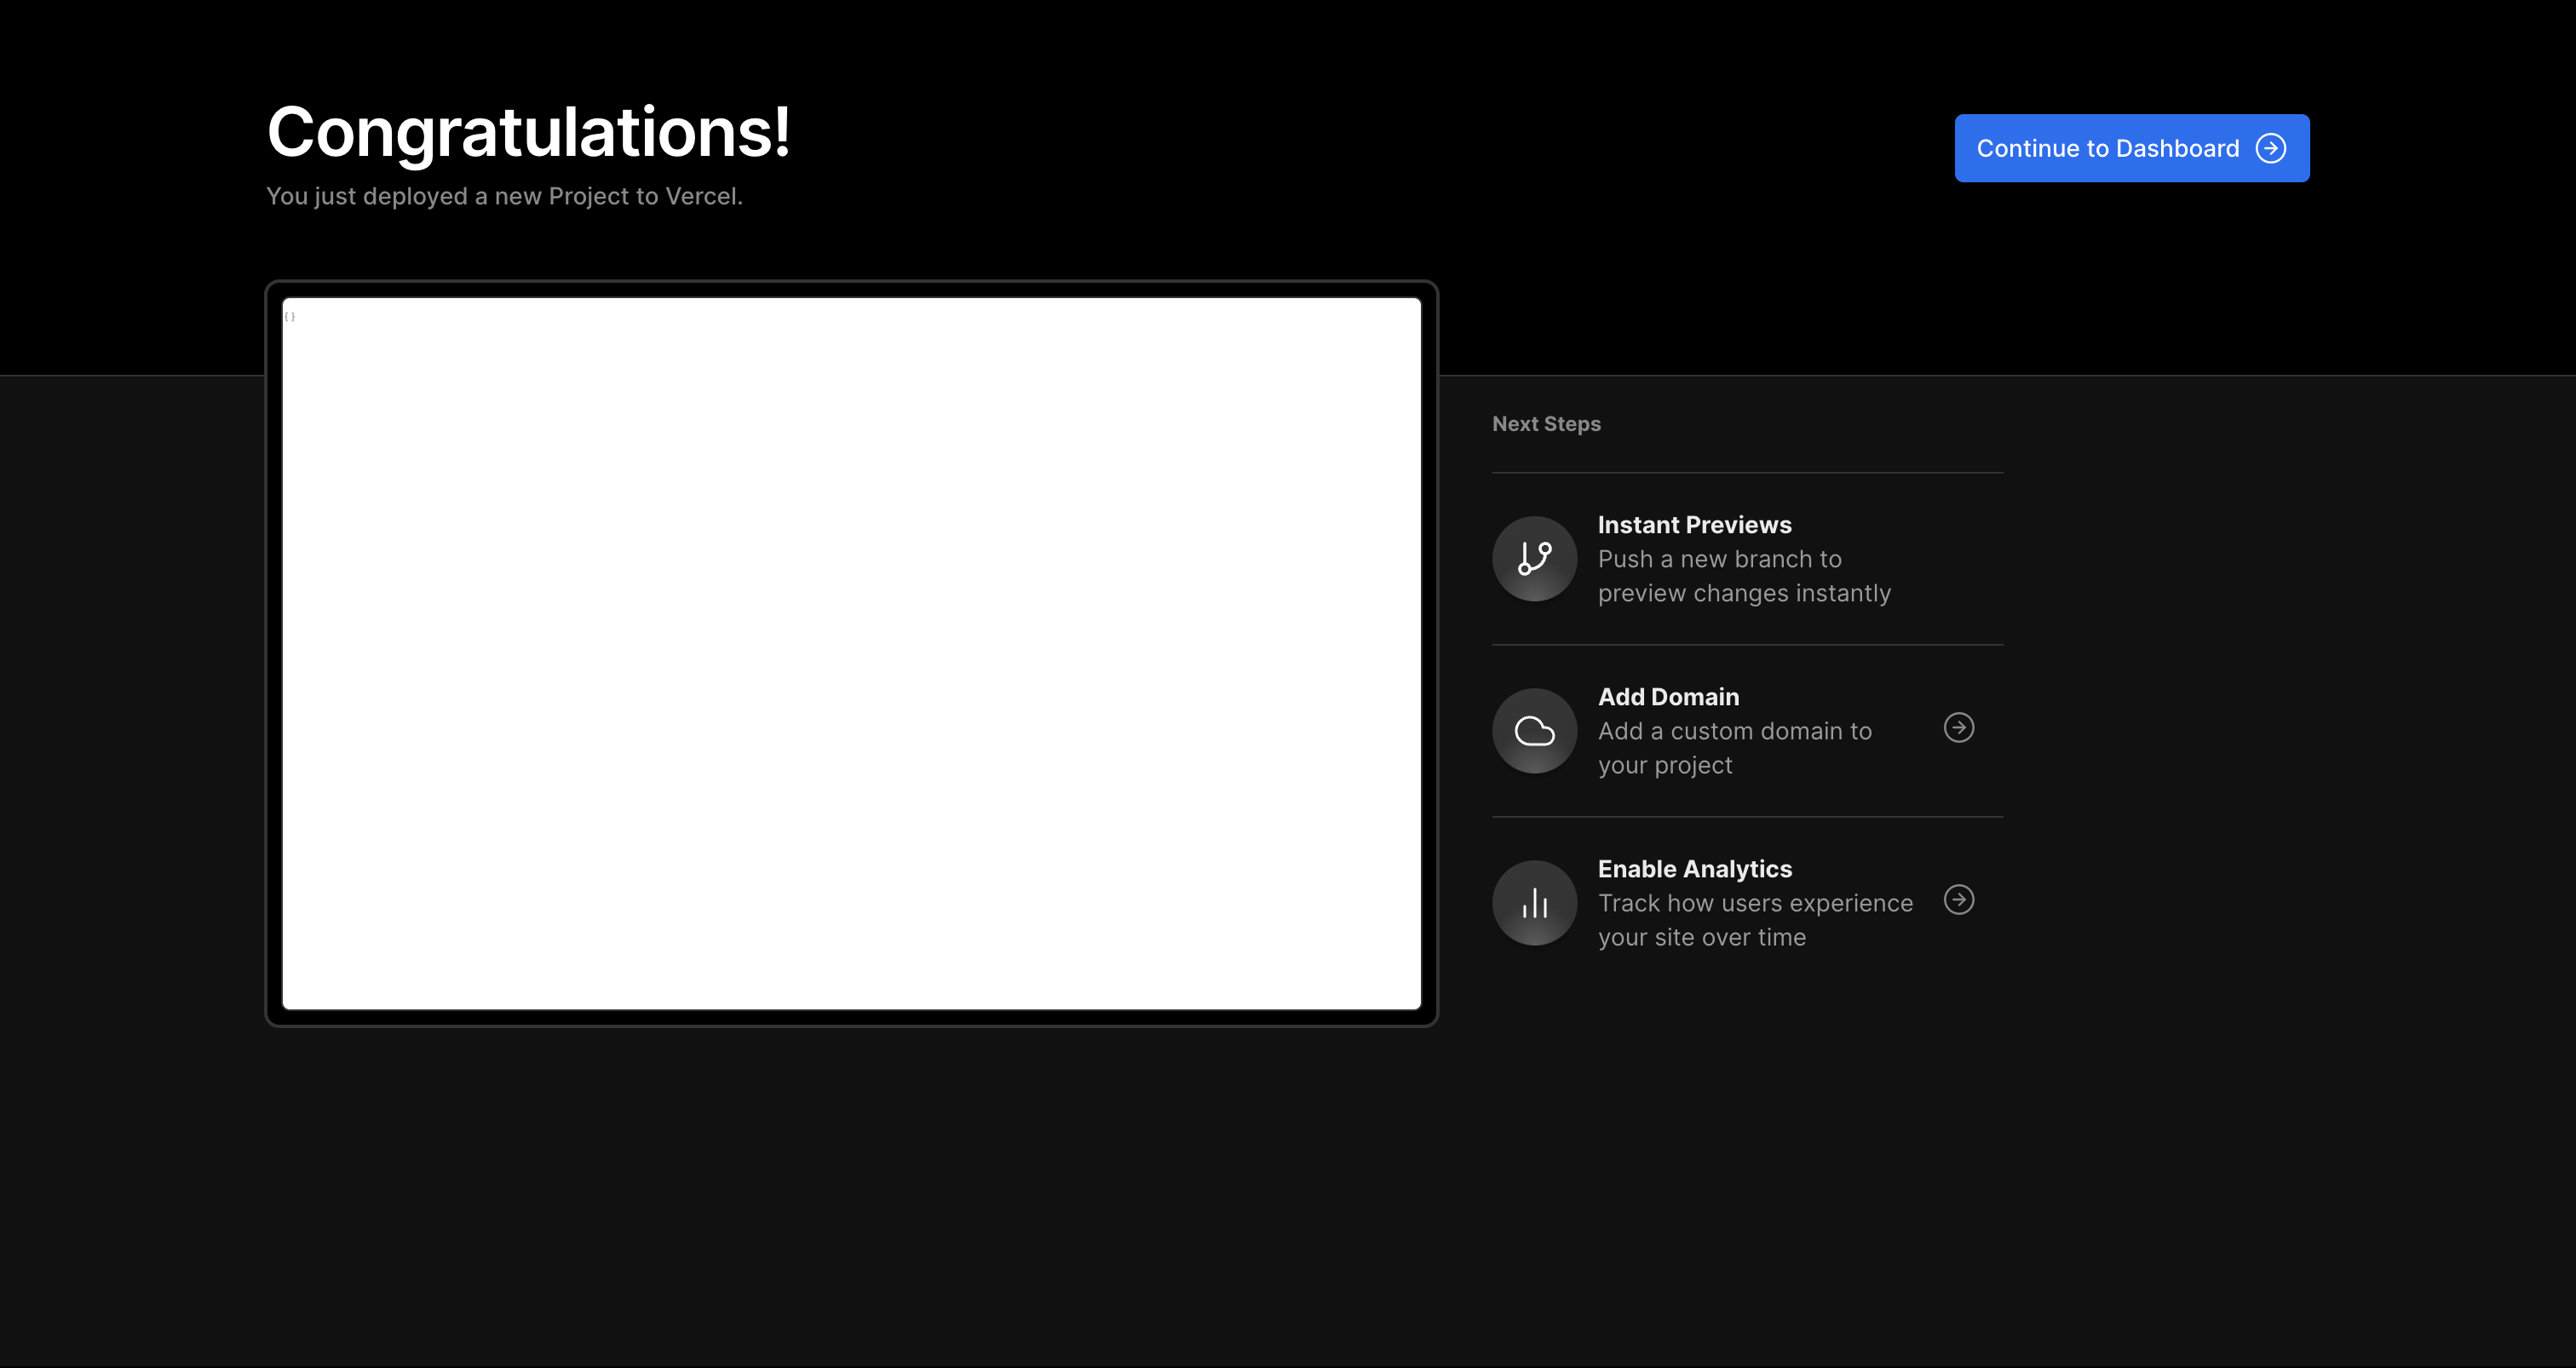 Congratulations!
You just deployed a new Project to Vercel.
Continue to Dashboard
{}
Next Steps
Instant Previews
Push a new branch to
preview changes instantly
Add Domain
Add a custom domain to
your project
Enable Analytics
Track how users experience
your site over time